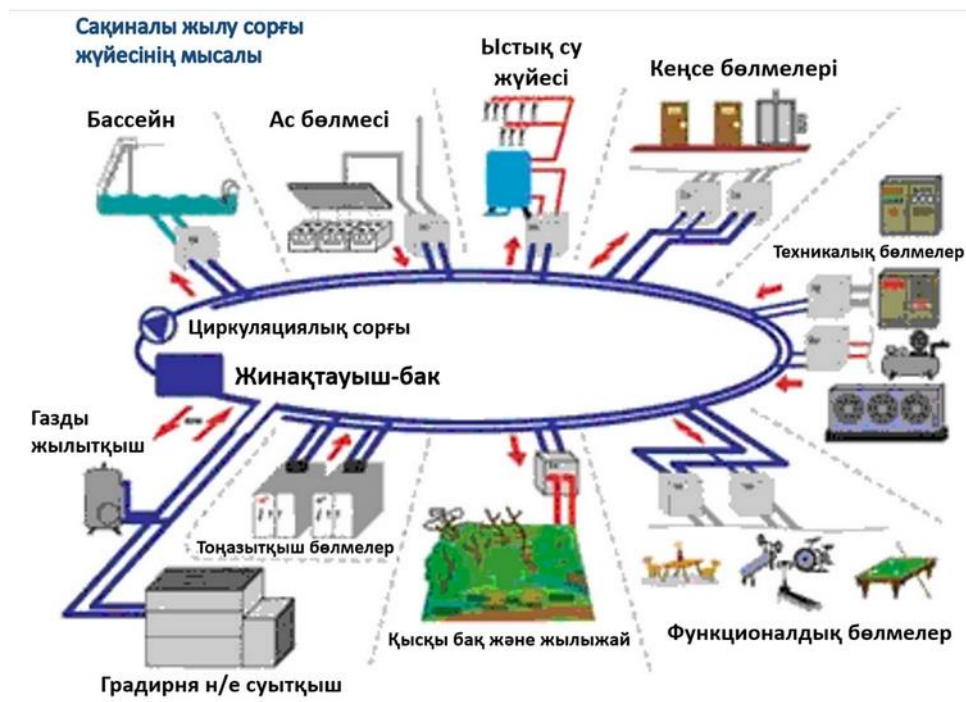 Сақиналы жылу сорғы
жүйесінің мысалы
Ыстық су
жүйесі
Кеңсе бөлмелері
Бассейн
Ас бөлмесі
Техникалық бөлмелер
Циркуляциялық сорғы
Жинақтауыш-бак
Газды
жылытқыш
Тоңазытқыш бөлмелер
Қысқы бақ және жылыжай
Функционалдық бөлмелер
Градирня н/е суытқыш